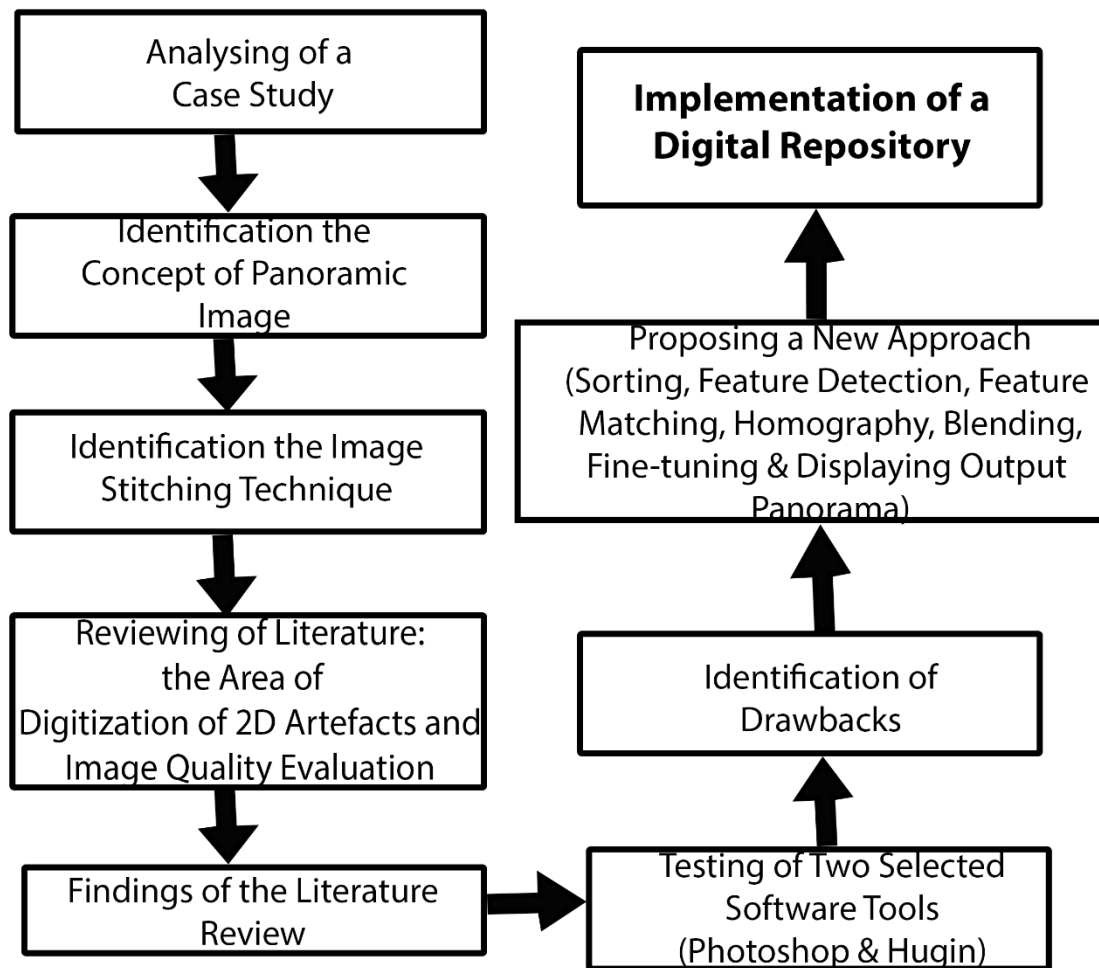 Analysing of a
Case Study
Identification the
Concept of Panoramic
Image
Identification the Image
Stitching Technique
Reviewing of Literature:
the Area of
Digitization of 2D Artefacts and
Image Quality Evaluation
Findings of the Literature
Review
Testing of Two Selected
Software Tools
(Photoshop & Hugin)
Identification of
Drawbacks
Proposing a New Approach
(Sorting, Feature Detection, Feature
Matching, Homography, Blending,
Fine-tuning & Displaying Output
Panorama)
Implementation of a
Digital Repository